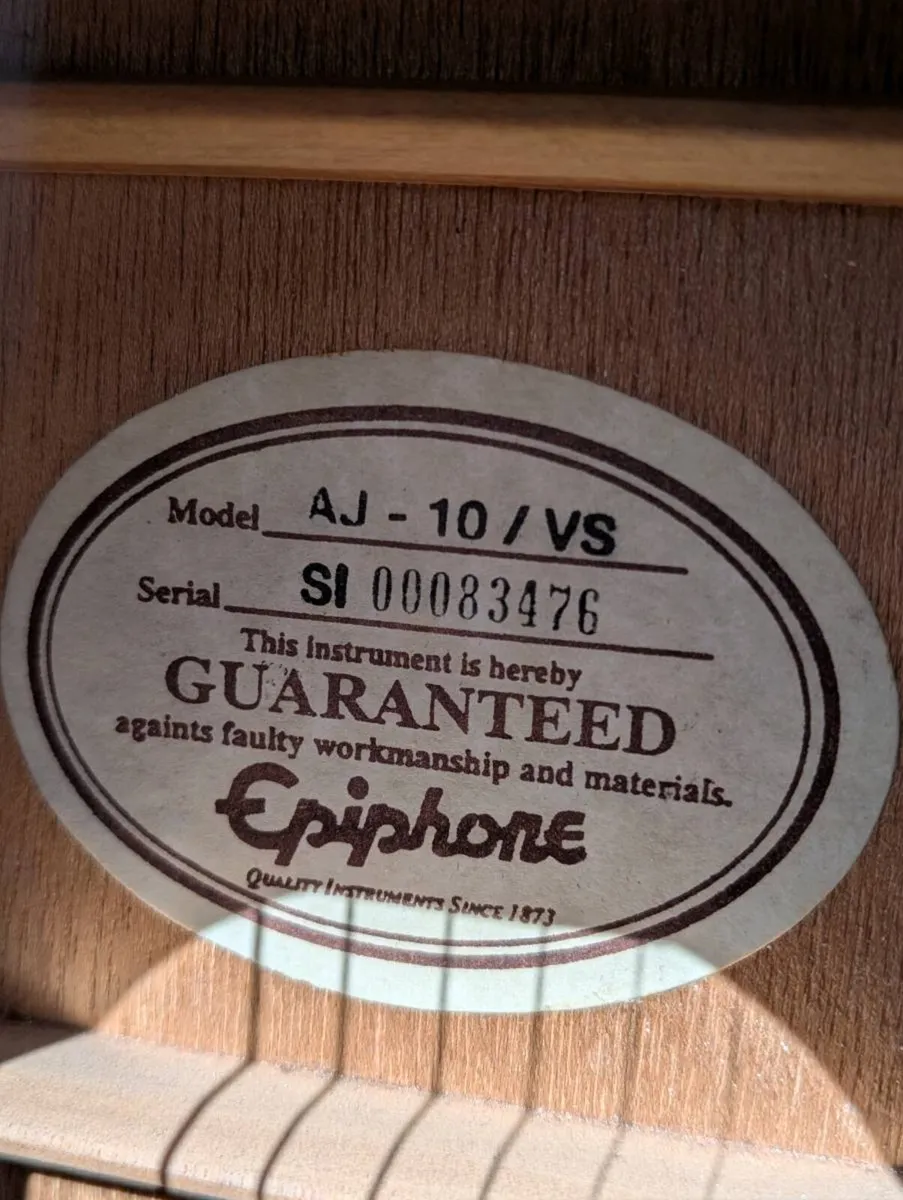 Model AJ - 10 / VS
Serial SI 00083476
This instrument is hereby
GUARANTEED
againts faulty workmanship and materials.
Epiphone
QUALITY INSTRUMENTS SINCE 1873